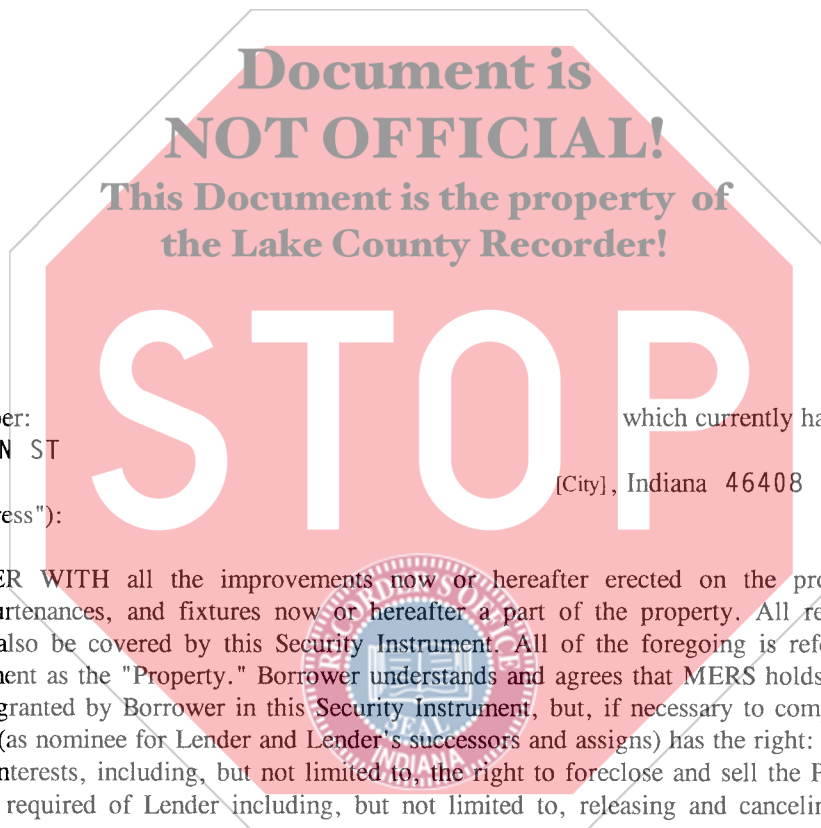 Document is
NOT OFFICIAL!
This Document is the property of
the Lake County Recorder!
STOP
per: which currently ha
N ST
[City], Indiana 46408
ress"):
ER WITH all the improvements now or hereafter erected on the pro
urtenances, and fixtures now or hereafter a part of the property. All re
also be covered by this Security Instrument. All of the foregoing is refe
ment as the "Property." Borrower understands and agrees that MERS holds
granted by Borrower in this Security Instrument, but, if necessary to com
(as nominee for Lender and Lender's successors and assigns) has the right:
nterests, including, but not limited to, the right to foreclose and sell the P
required of Lender including, but not limited to, releasing and cancelin
RECORDER'S OFFICE
SEAL
INDIANA